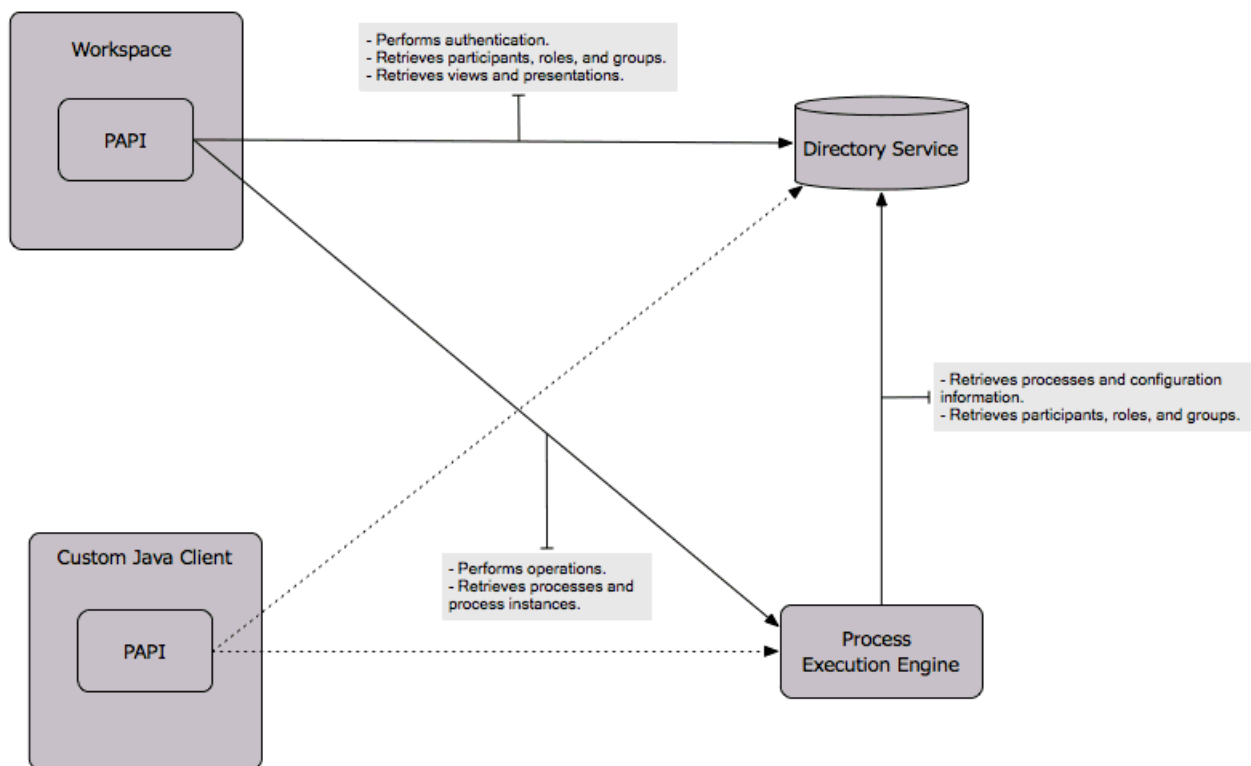 Workspace
PAPI
- Performs authentication.
- Retrieves participants, roles, and groups.
- Retrieves views and presentations.
Directory Service
- Retrieves processes and configuration
information.
- Retrieves participants, roles, and groups.
Custom Java Client
PAPI
- Performs operations.
- Retrieves processes and
process instances.
Process
Execution Engine